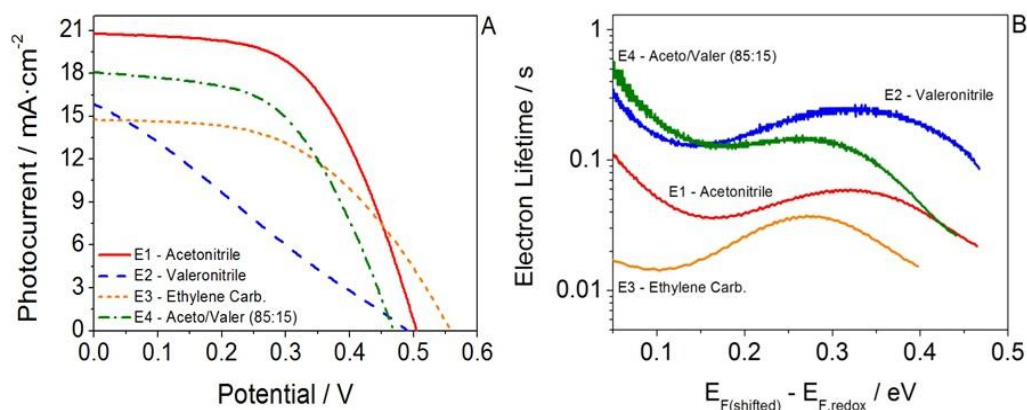 A
Photocurrent / mA·cm⁻²
21
18
15
12
9
6
3
0
E1 - Acetonitrile
E2 - Valeronitrile
E3 - Ethylene Carb.
E4 - Aceto/Valer (85:15)
0.0 0.1 0.2 0.3 0.4 0.5 0.6
Potential / V
B
Electron Lifetime / s
1
0.1
0.01
E4 - Aceto/Valer (85:15)
E2 - Valeronitrile
E1 - Acetonitrile
E3 - Ethylene Carb.
0.1 0.2 0.3 0.4 0.5
E_F(shifted) - E_F,redox / eV